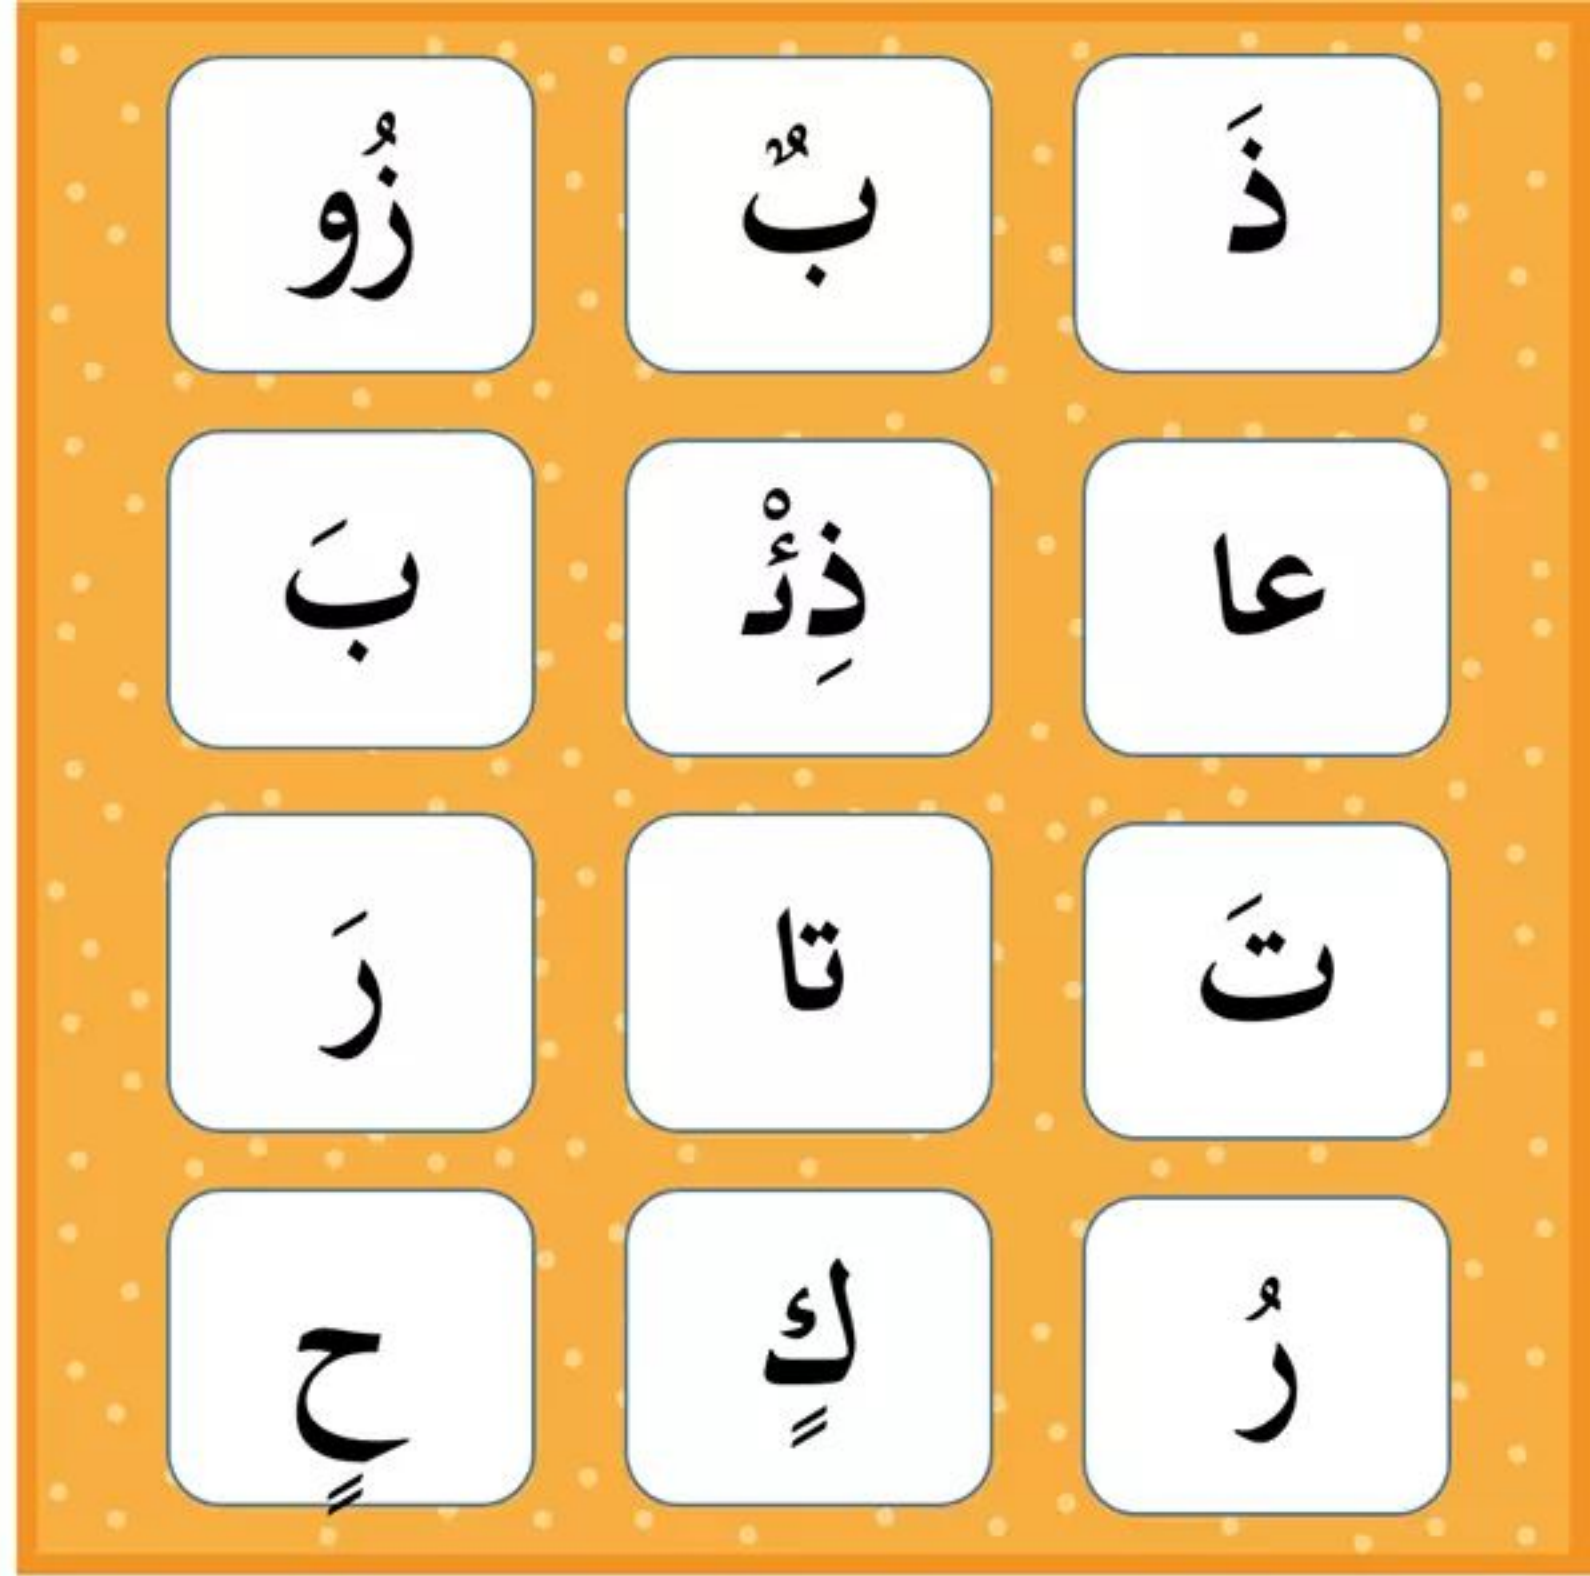 ذَ بٌ زُو
عا ذِئْـ بَ
تَ تا رَ
رُ كٍ حٍ